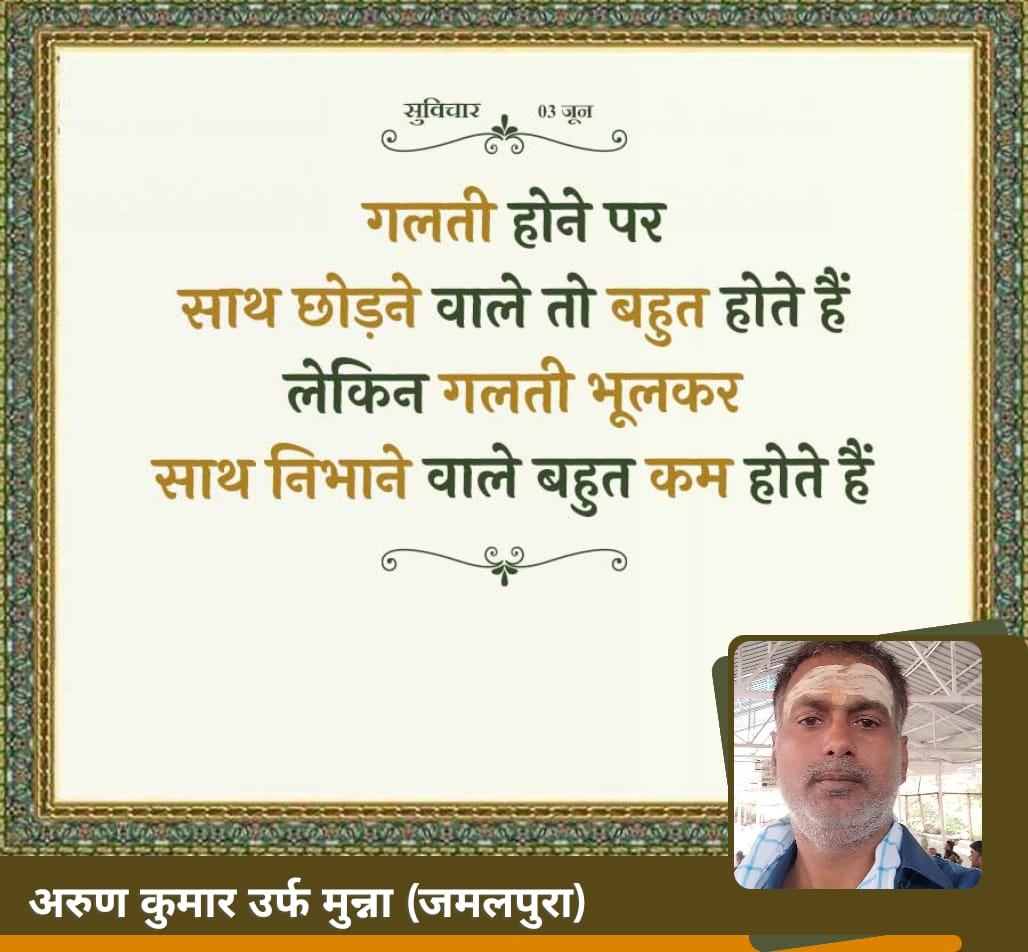 सुविचार 03 जून
गलती होने पर
साथ छोड़ने वाले तो बहुत होते हैं
लेकिन गलती भूलकर
साथ निभाने वाले बहुत कम होते हैं
अरुण कुमार उर्फ मुन्ना (जमलपुरा)